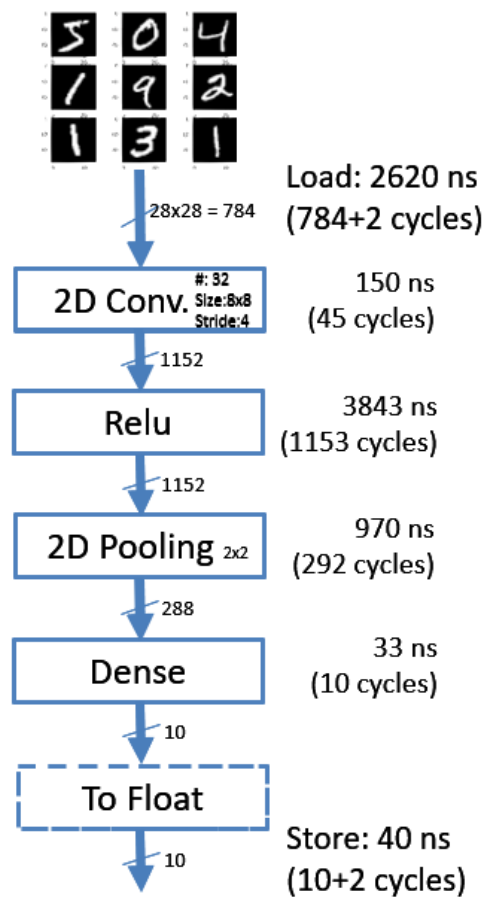 5 0 4
1 9 2
1 3 1
Load: 2620 ns
28x28 = 784
(784+2 cycles)
2D Conv.
#: 32
Size:8x8
Stride:4
150 ns
(45 cycles)
1152
Relu
3843 ns
(1153 cycles)
1152
2D Pooling 2x2
970 ns
(292 cycles)
288
Dense
33 ns
(10 cycles)
10
To Float
Store: 40 ns
10
(10+2 cycles)